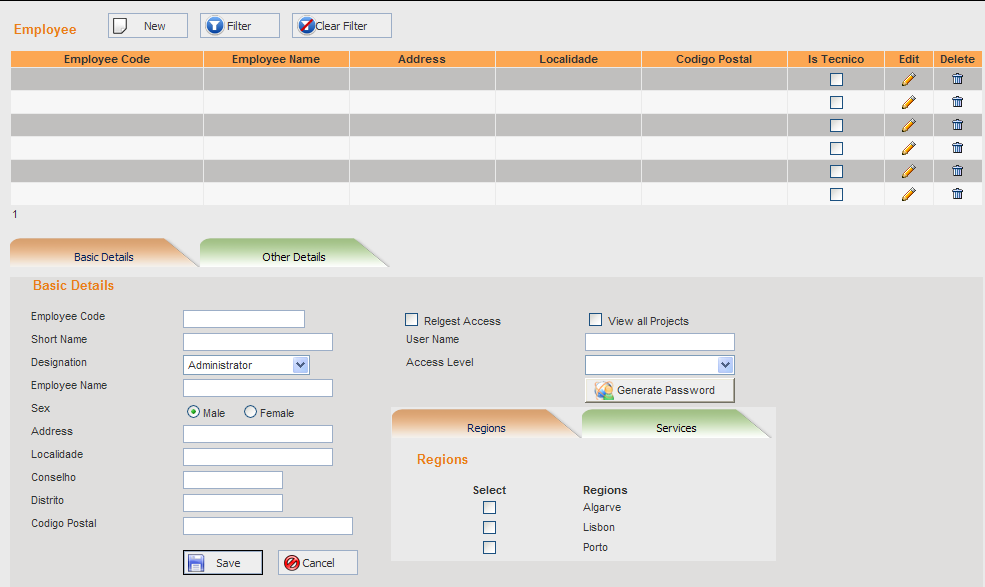 Employee New Filter Clear Filter
Employee Code Employee Name Address Localidade Codigo Postal Is Tecnico Edit Delete
1
Basic Details Other Details
Basic Details
Employee Code
Short Name
Designation Administrator
Employee Name
Sex Male Female
Address
Localidade
Conselho
Distrito
Codigo Postal
Save Cancel
Relgest Access View all Projects
User Name
Access Level
Generate Password
Regions Services
Regions
Select Regions
Algarve
Lisbon
Porto